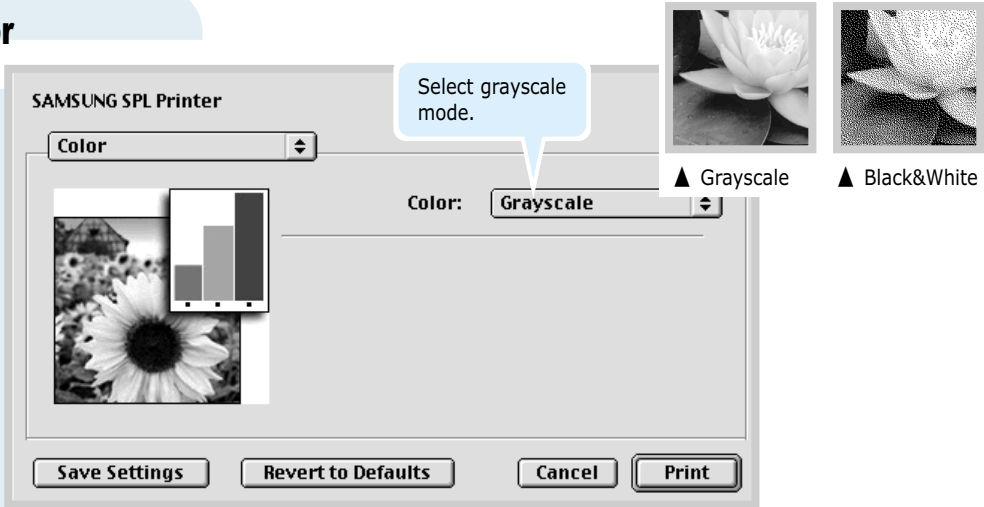 r
SAMSUNG SPL Printer
Select grayscale
mode.
Color
▲ Grayscale
▲ Black&White
Color:
Grayscale
Save Settings
Revert to Defaults
Cancel
Print